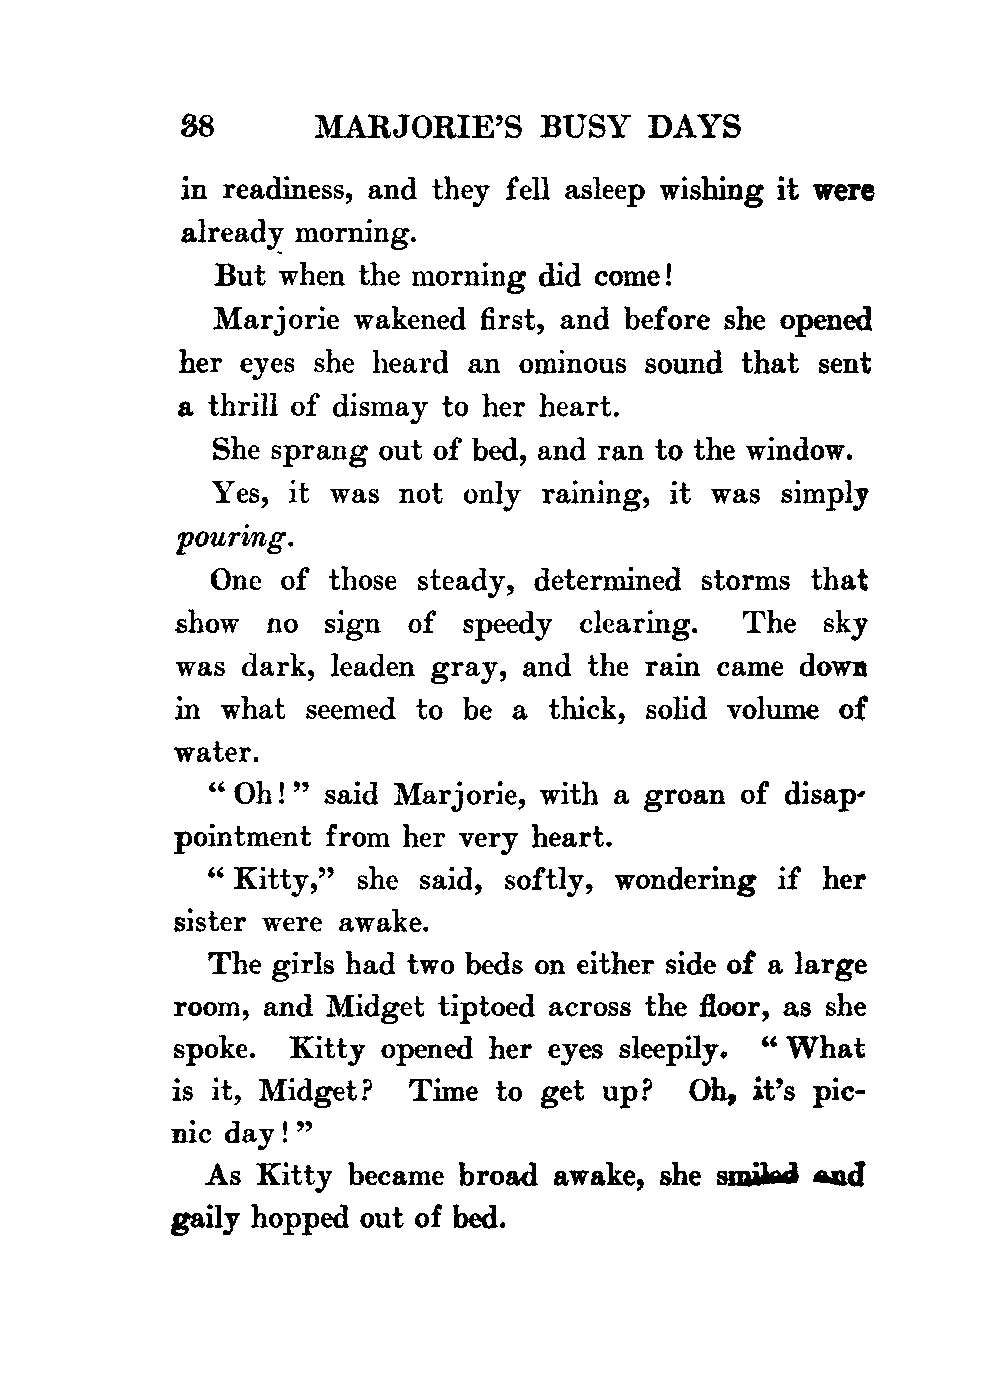 38 MARJORIE'S BUSY DAYS
in readiness, and they fell asleep wishing it were
already morning.
But when the morning did come!
Marjorie wakened first, and before she opened
her eyes she heard an ominous sound that sent
a thrill of dismay to her heart.
She sprang out of bed, and ran to the window.
Yes, it was not only raining, it was simply
pouring.
One of those steady, determined storms that
show no sign of speedy clearing. The sky
was dark, leaden gray, and the rain came down
in what seemed to be a thick, solid volume of
water.
"Oh!" said Marjorie, with a groan of disap-
pointment from her very heart.
"Kitty," she said, softly, wondering if her
sister were awake.
The girls had two beds on either side of a large
room, and Midget tiptoed across the floor, as she
spoke. Kitty opened her eyes sleepily. "What
is it, Midget? Time to get up? Oh, it's pic-
nic day!"
As Kitty became broad awake, she smiled and
gaily hopped out of bed.